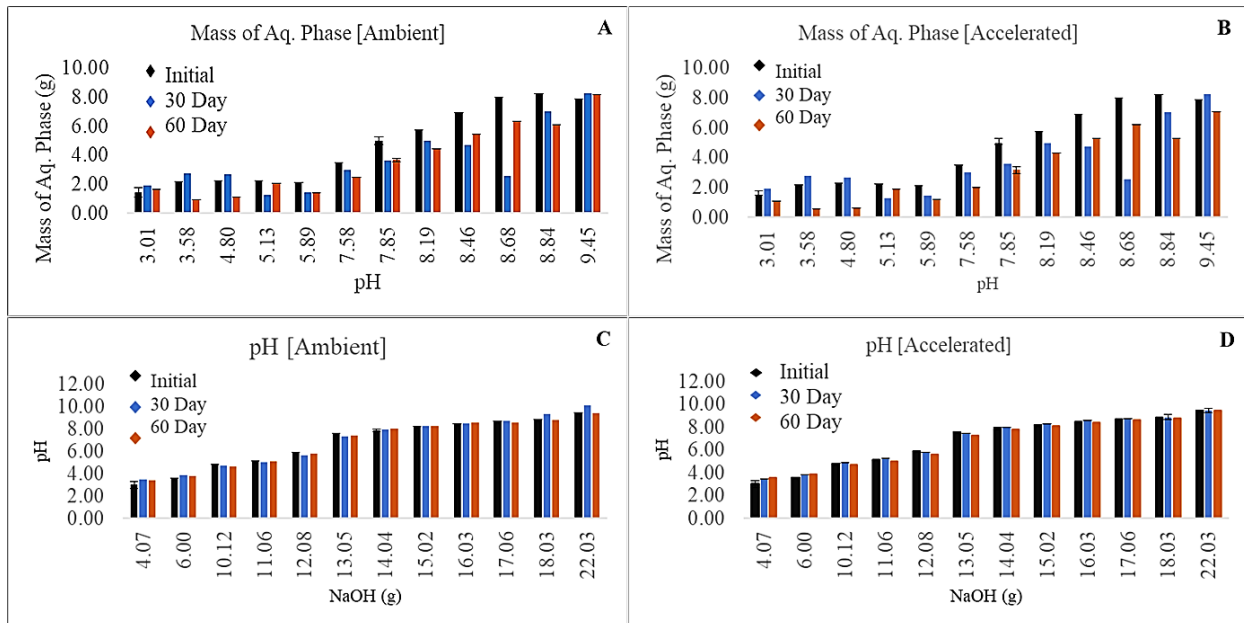 Mass of Aq. Phase [Ambient]
A
Mass of Aq. Phase (g)
10.00
8.00
6.00
4.00
2.00
0.00
Initial
30 Day
60 Day
3.01 3.58 4.80 5.13 5.89 7.58 7.85 8.19 8.46 8.68 8.84 9.45
pH
Mass of Aq. Phase [Accelerated]
B
Mass of Aq. Phase (g)
10.00
8.00
6.00
4.00
2.00
0.00
Initial
30 Day
60 Day
3.01 3.58 4.80 5.13 5.89 7.58 7.85 8.19 8.46 8.68 8.84 9.45
pH
pH [Ambient]
C
pH
12.00
10.00
8.00
6.00
4.00
2.00
0.00
Initial
30 Day
60 Day
4.07 6.00 10.12 11.06 12.08 13.05 14.04 15.02 16.03 17.06 18.03 22.03
NaOH (g)
pH [Accelerated]
D
pH
12.00
10.00
8.00
6.00
4.00
2.00
0.00
Initial
30 Day
60 Day
4.07 6.00 10.12 11.06 12.08 13.05 14.04 15.02 16.03 17.06 18.03 22.03
NaOH (g)